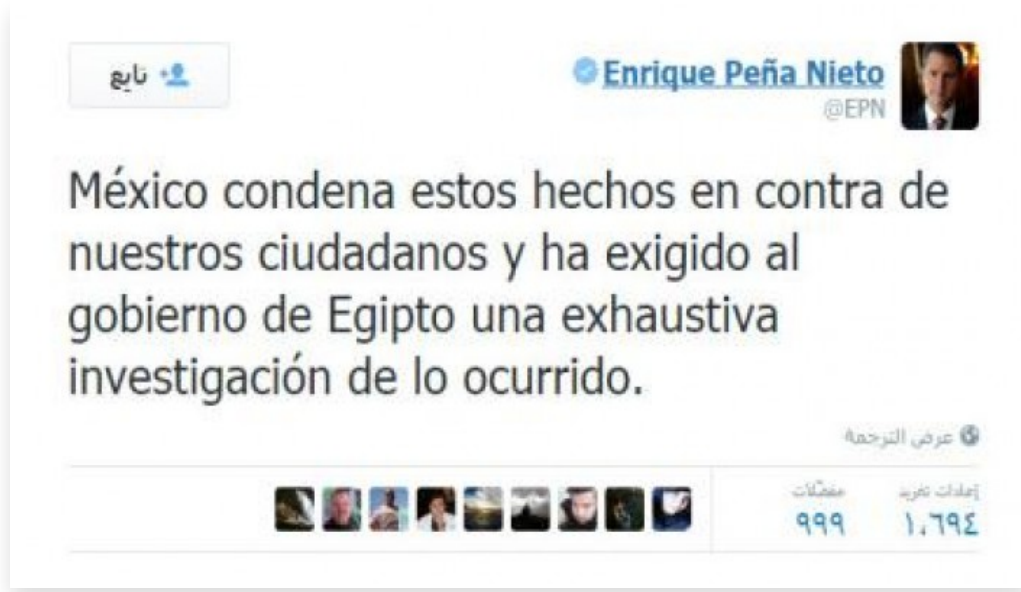 تابع
Enrique Peña Nieto
@EPN
México condena estos hechos en contra de
nuestros ciudadanos y ha exigido al
gobierno de Egipto una exhaustiva
investigación de lo ocurrido.
عرض الترجمة
إعادات تغريد
مفضلات
١،٦٩٤
٩٩٩